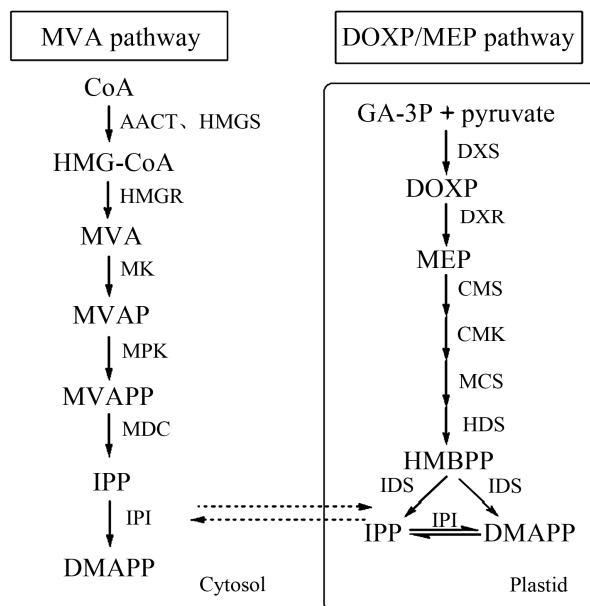 MVA pathway
CoA
AACT、HMGS
HMG-CoA
HMGR
MVA
MK
MVAP
MPK
MVAPP
MDC
IPP
IPI
DMAPP
Cytosol
DOXP/MEP pathway
GA-3P + pyruvate
DXS
DOXP
DXR
MEP
CMS
CMK
MCS
HDS
HMBPP
IDS IDS
IPP IPI DMAPP
Plastid